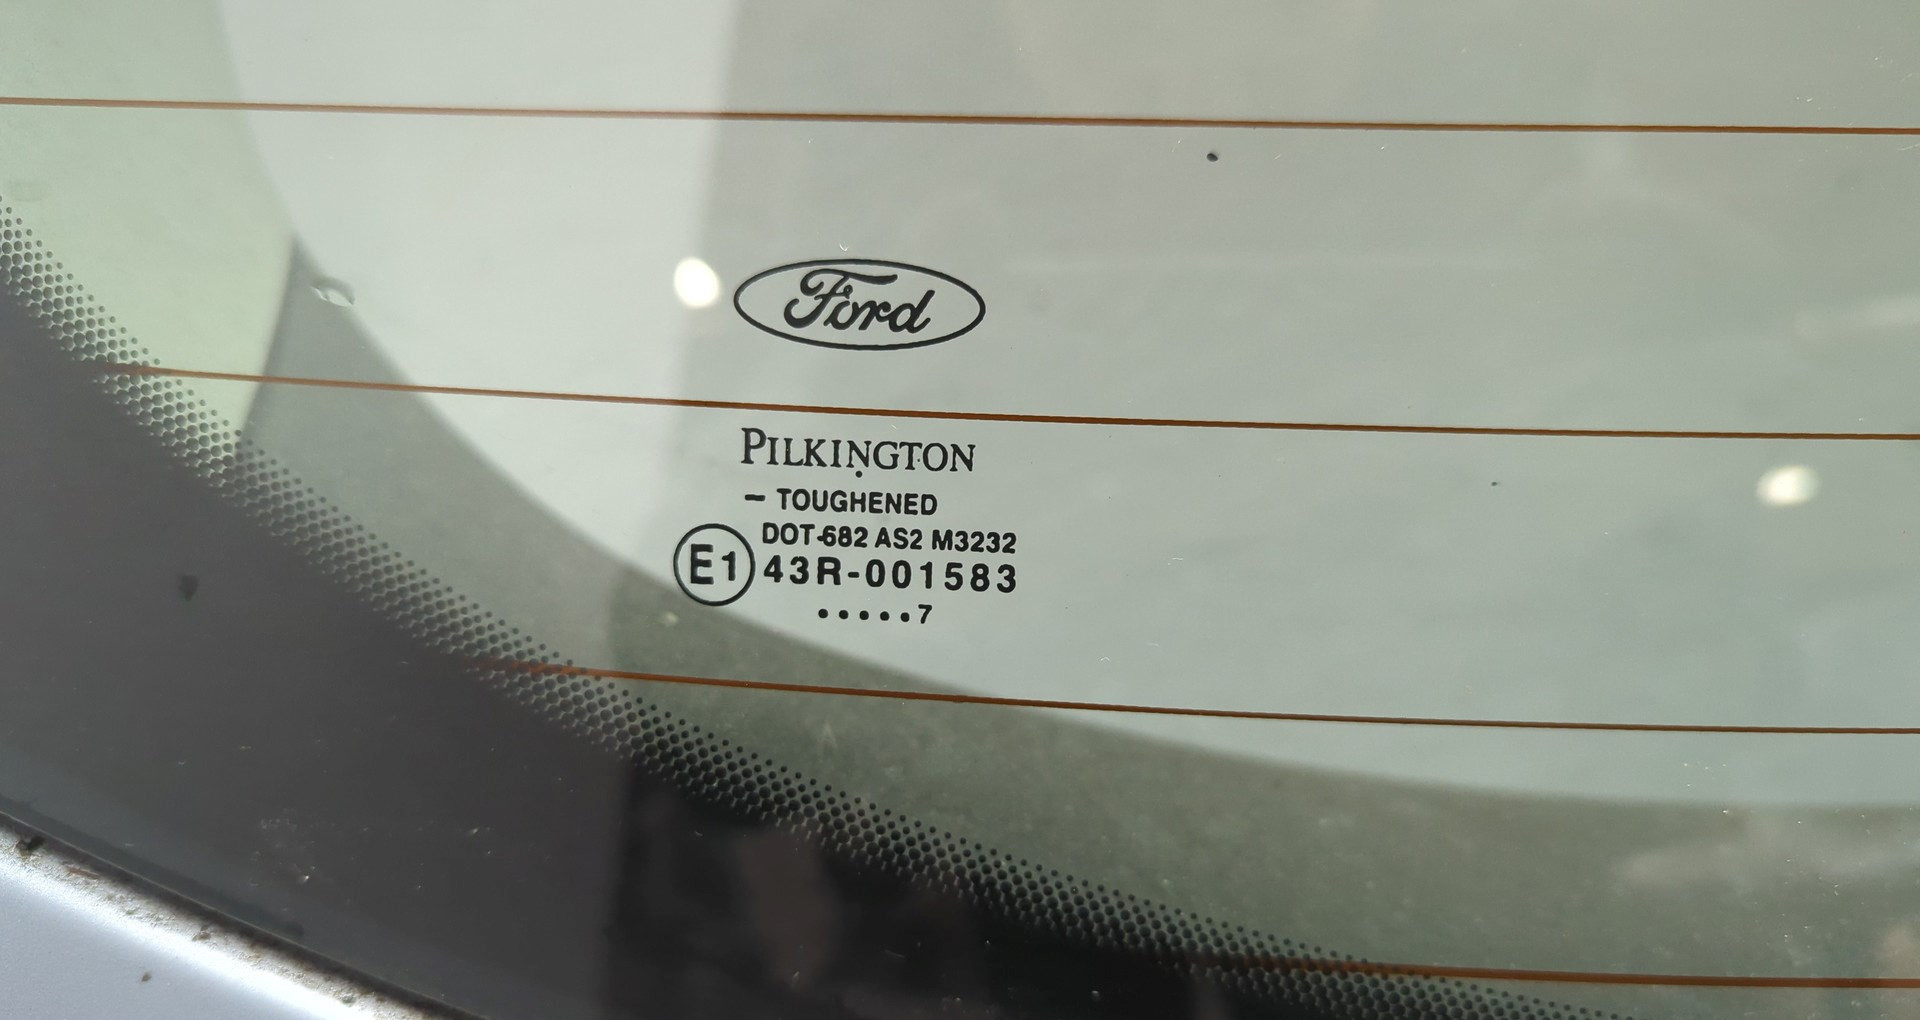 Ford
PILKINGTON
- TOUGHENED
DOT-682 AS2 M3232
E1 43R-001583
.....7